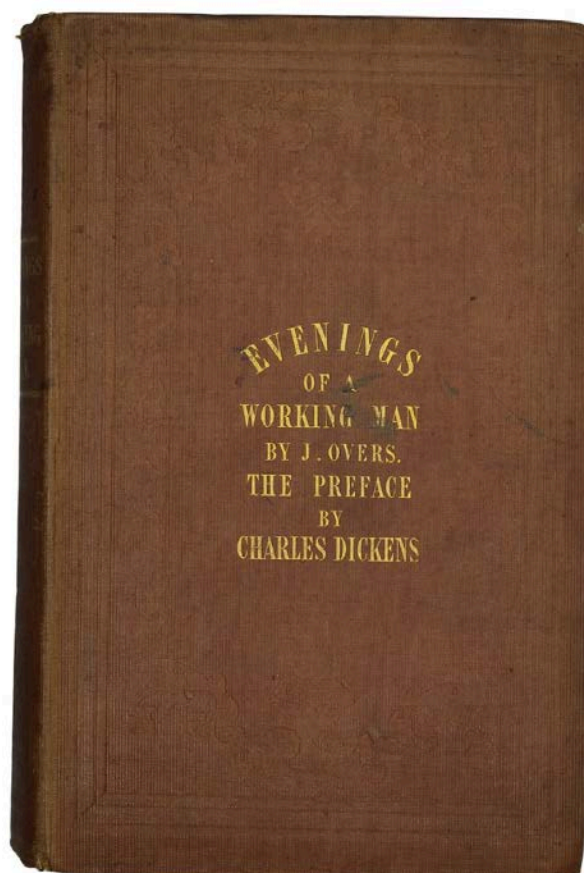 EVENINGS
OF A
WORKING MAN
BY J. OVERS.
THE PREFACE
BY
CHARLES DICKENS